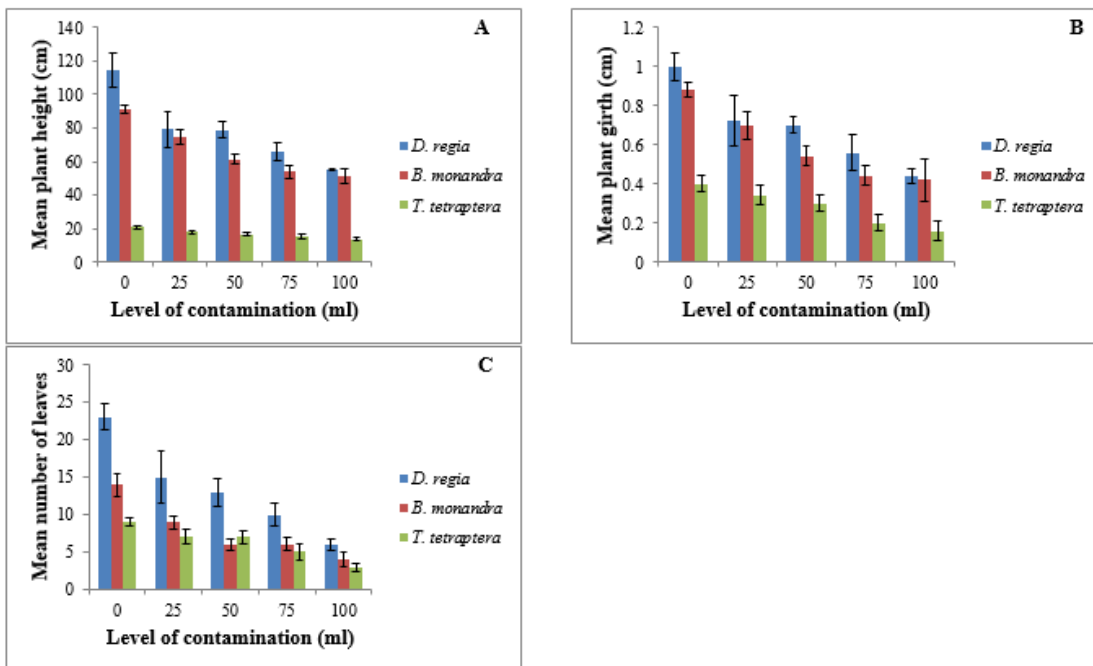 A
Mean plant height (cm)
140
120
100
80
60
40
20
0
0 25 50 75 100
Level of contamination (ml)
D. regia
B. monandra
T. tetraptera
B
Mean plant girth (cm)
1.2
1
0.8
0.6
0.4
0.2
0
0 25 50 75 100
Level of contamination (ml)
D. regia
B. monandra
T. tetraptera
C
Mean number of leaves
30
25
20
15
10
5
0
0 25 50 75 100
Level of contamination (ml)
D. regia
B. monandra
T. tetraptera